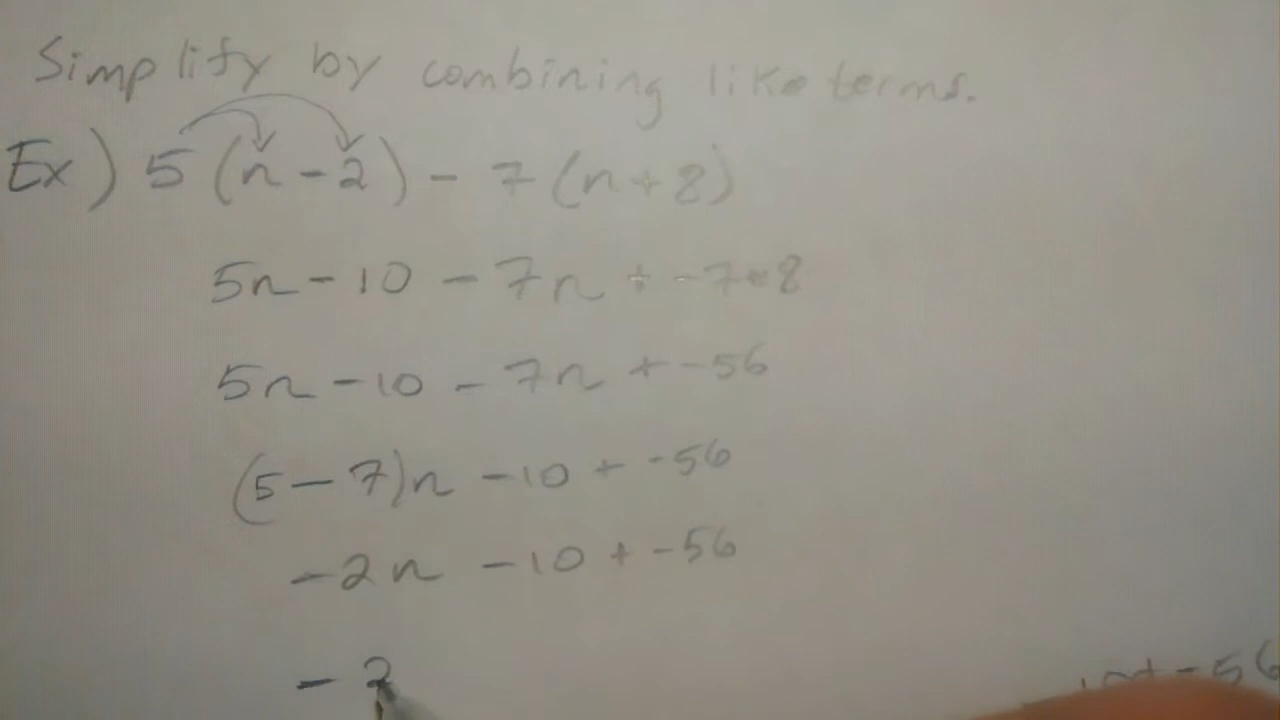 Simplify by combining like terms.
Ex) 5(n - 2) - 7(n + 8)
5n - 10 - 7n + -7•8
5n - 10 - 7n + -56
(5 - 7)n - 10 + -56
-2n - 10 + -56
- 2
+ -56